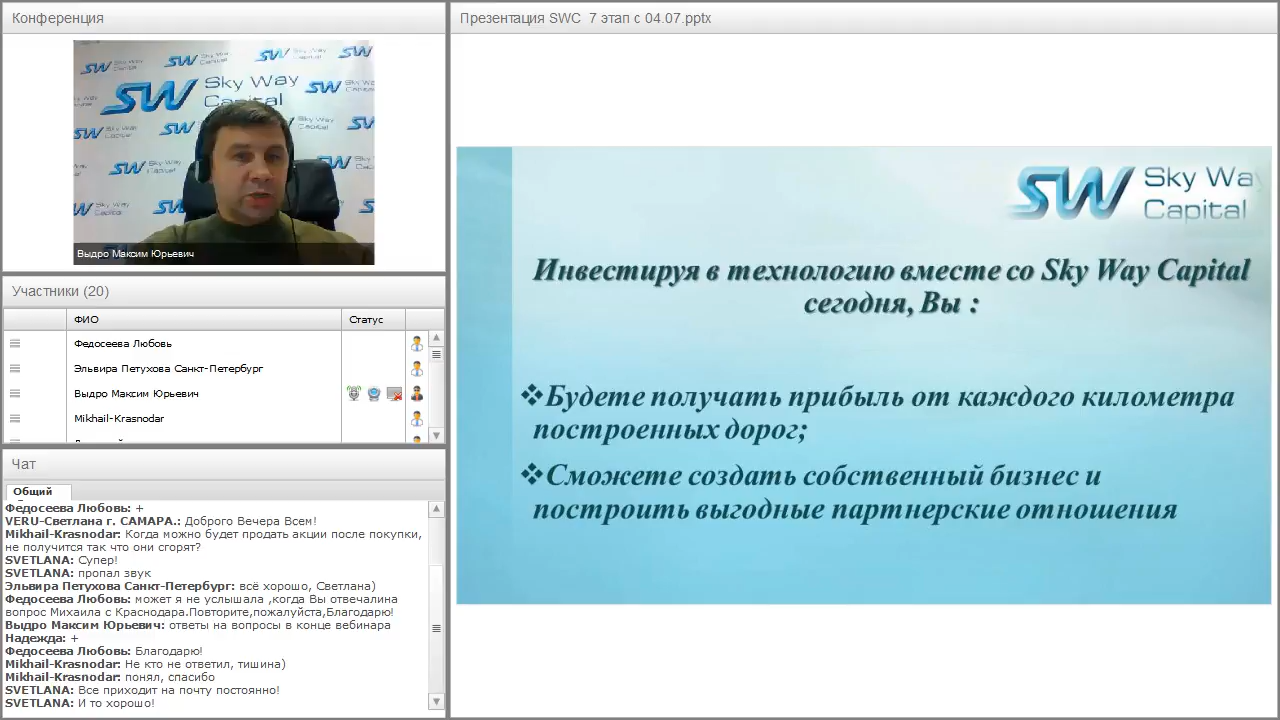 Конференция
Sky Way
Capital
Выдро Максим Юрьевич
Участники (20)
ФИО
Статус
Федосеева Любовь
Эльвира Петухова Санкт-Петербург
Выдро Максим Юрьевич
Mikhail-Krasnodar
Чат
Общий
Федосеева Любовь: +
VERU-Светлана г. САМАРА.: Доброго Вечера Всем!
Mikhail-Krasnodar: Когда можно будет продать акции после покупки,
не получится так что они сгорят?
SVETLANA: Супер!
SVETLANA: пропал звук
Эльвира Петухова Санкт-Петербург: всё хорошо, Светлана)
Федосеева Любовь: может я не услышала ,когда Вы отвечалина
вопрос Михаила с Краснодара.Повторите,пожалуйста,Благодарю!
Выдро Максим Юрьевич: ответы на вопросы в конце вебинара
Надежда: +
Федосеева Любовь: Благодарю!
Mikhail-Krasnodar: Не кто не ответил, тишина)
Mikhail-Krasnodar: понял, спасибо
SVETLANA: Все приходит на почту постоянно!
SVETLANA: И то хорошо!
Презентация SWC 7 этап с 04.07.pptx
SW Sky Way
Capital
Инвестируя в технологию вместе со Sky Way Capital
сегодня, Вы :
❖Будете получать прибыль от каждого километра
построенных дорог;
❖Сможете создать собственный бизнес и
построить выгодные партнерские отношения